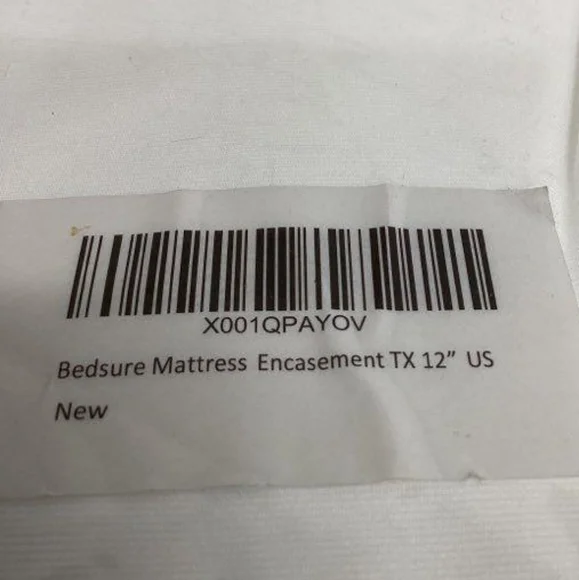 X001QPAYOV
Bedsure Mattress Encasement TX 12” US
New